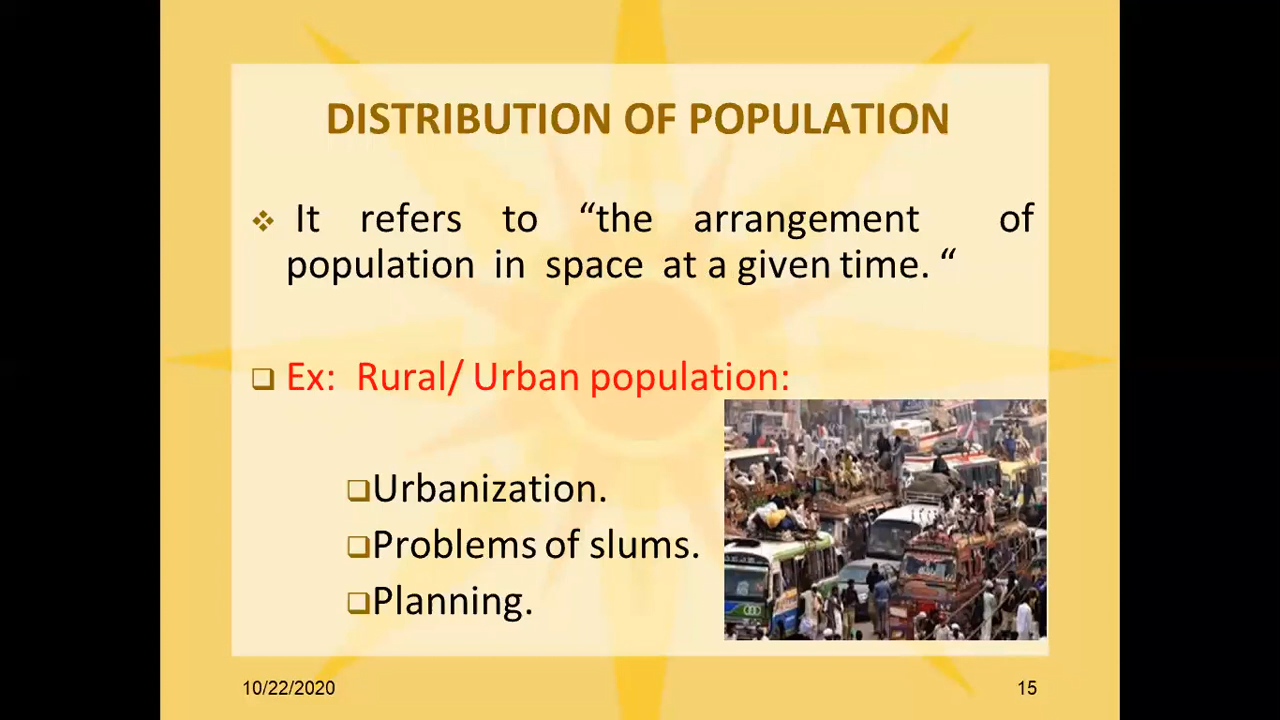 DISTRIBUTION OF POPULATION
It refers to “the arrangement of
population in space at a given time. “
Ex: Rural/ Urban population:
Urbanization.
Problems of slums.
Planning.
10/22/2020
15